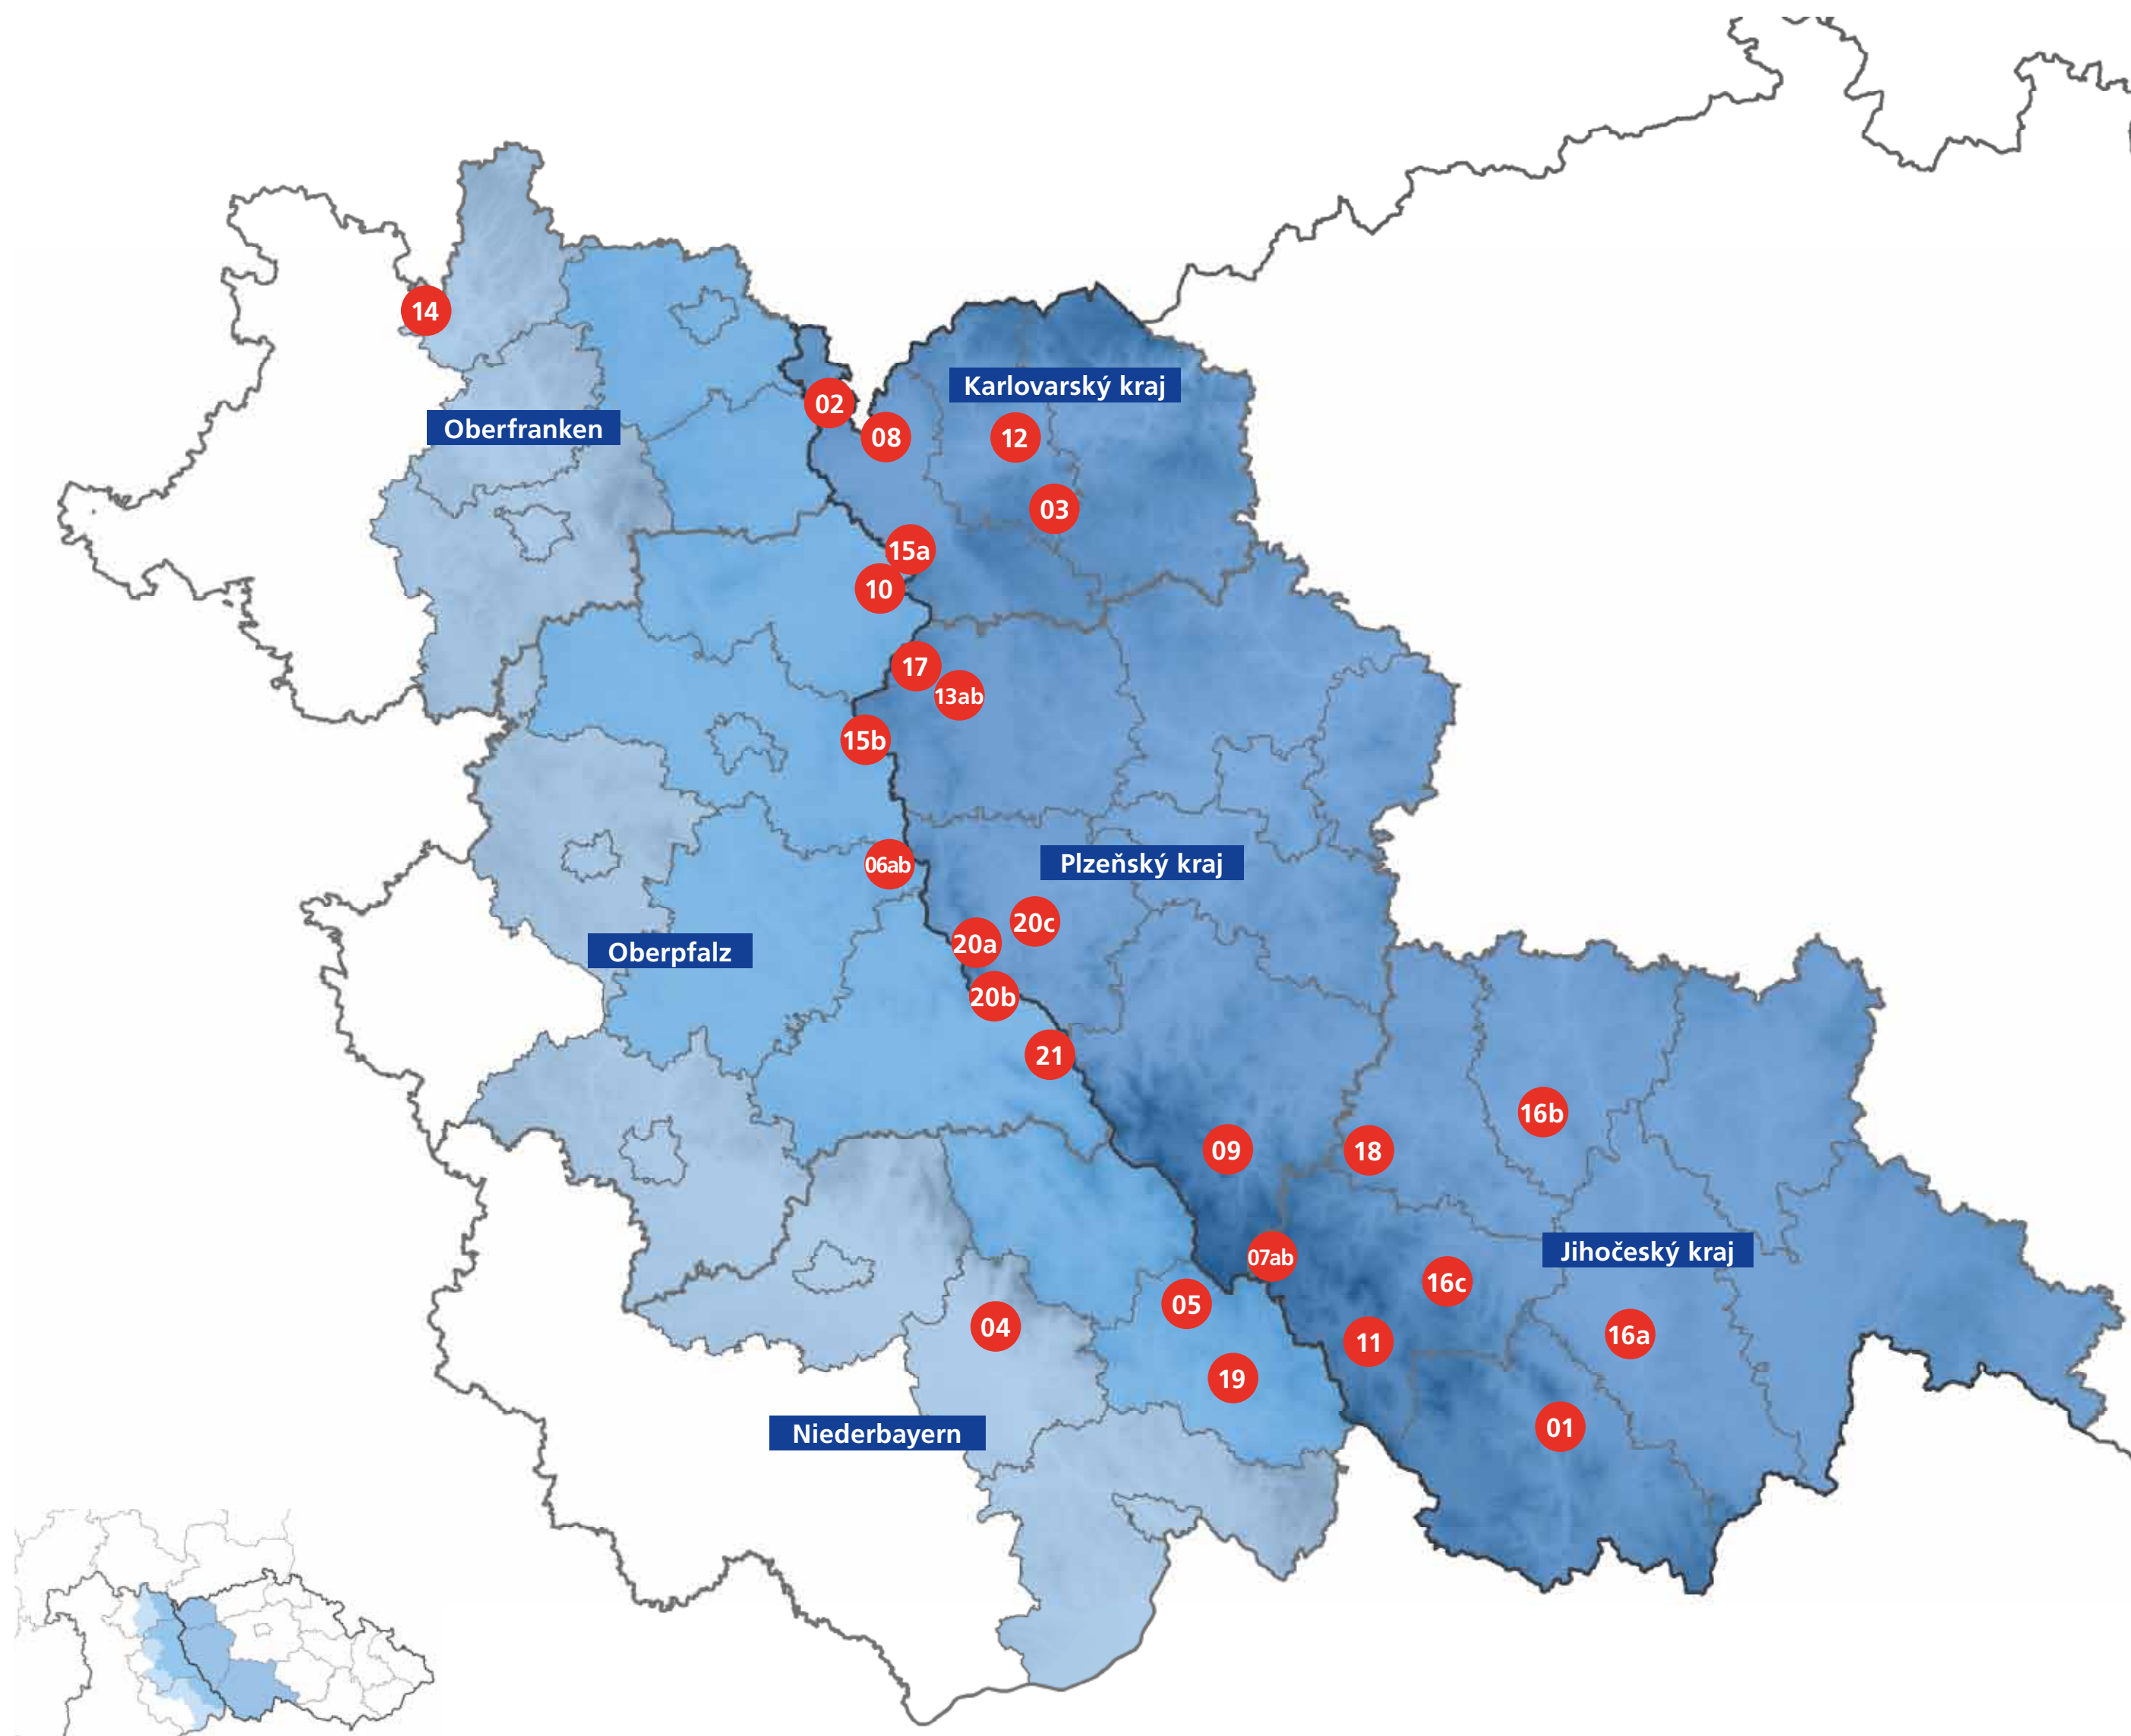 14
Karlovarský kraj
02
Oberfranken
08
12
03
15a
10
17
13ab
15b
06ab
Plzeňský kraj
20c
20a
Oberpfalz
20b
21
16b
09
18
07ab
Jihočeský kraj
16c
05
04
16a
11
19
01
Niederbayern